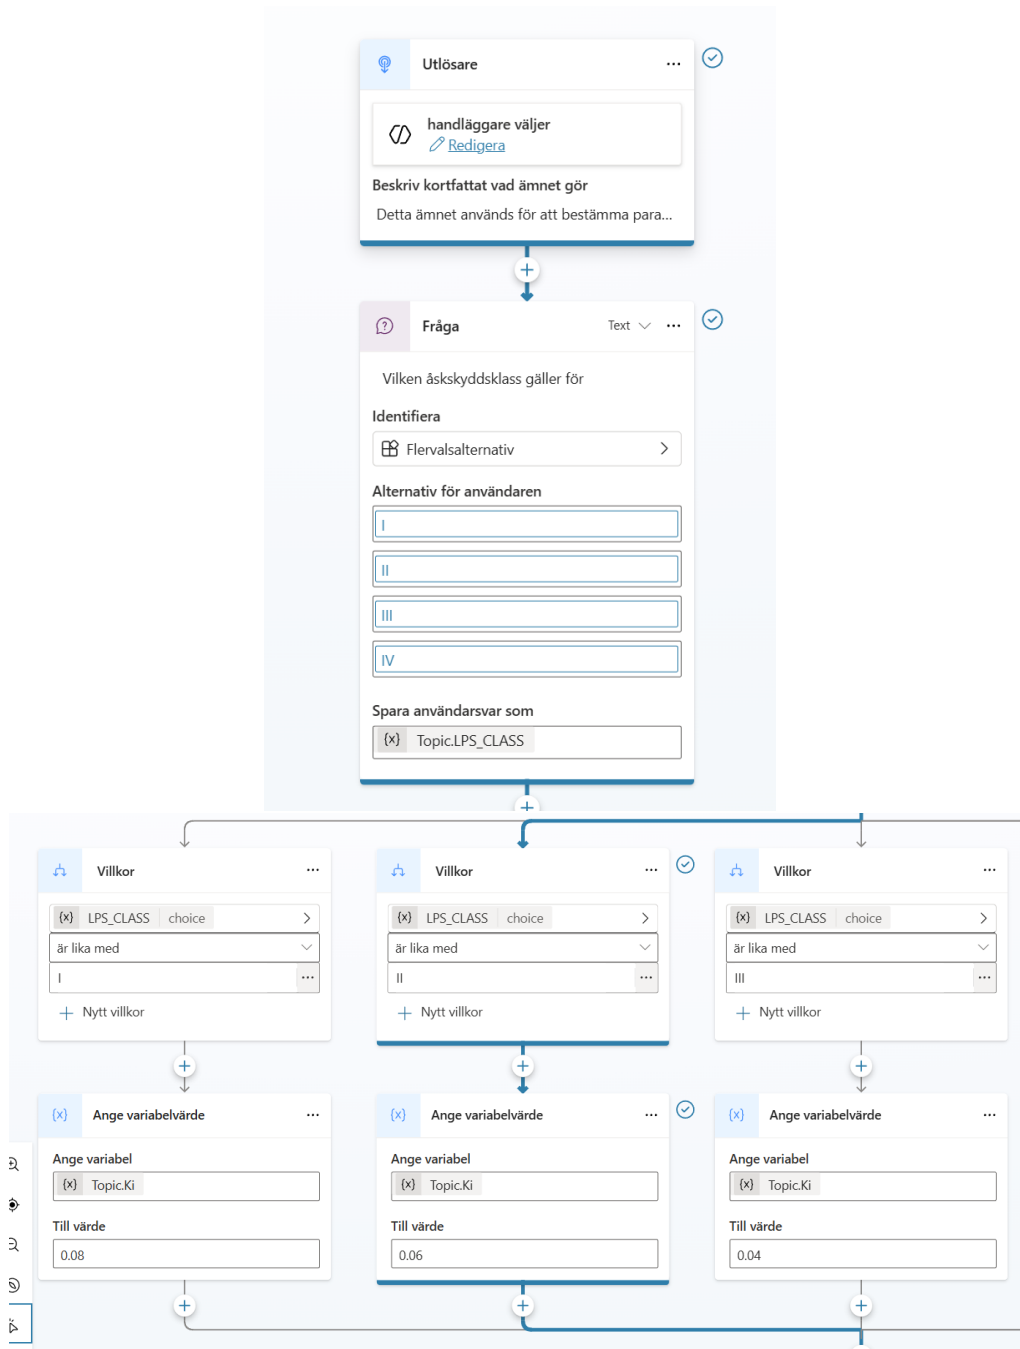 Utlösare
handläggare väljer
Redigera
Beskriv kortfattat vad ämnet gör
Detta ämnet används för att bestämma para...
Fråga
Text
Vilken åskskyddsklass gäller för
Identifiera
Flervalsalternativ
Alternativ för användaren
I
II
III
IV
Spara användarsvar som
{x} Topic.LPS_CLASS
Villkor
{x} LPS_CLASS choice
är lika med
I
Nytt villkor
Villkor
{x} LPS_CLASS choice
är lika med
II
Nytt villkor
Villkor
{x} LPS_CLASS choice
är lika med
III
Nytt villkor
{x} Ange variabelvärde
Ange variabel
{x} Topic.Ki
Till värde
0.08
{x} Ange variabelvärde
Ange variabel
{x} Topic.Ki
Till värde
0.06
{x} Ange variabelvärde
Ange variabel
{x} Topic.Ki
Till värde
0.04